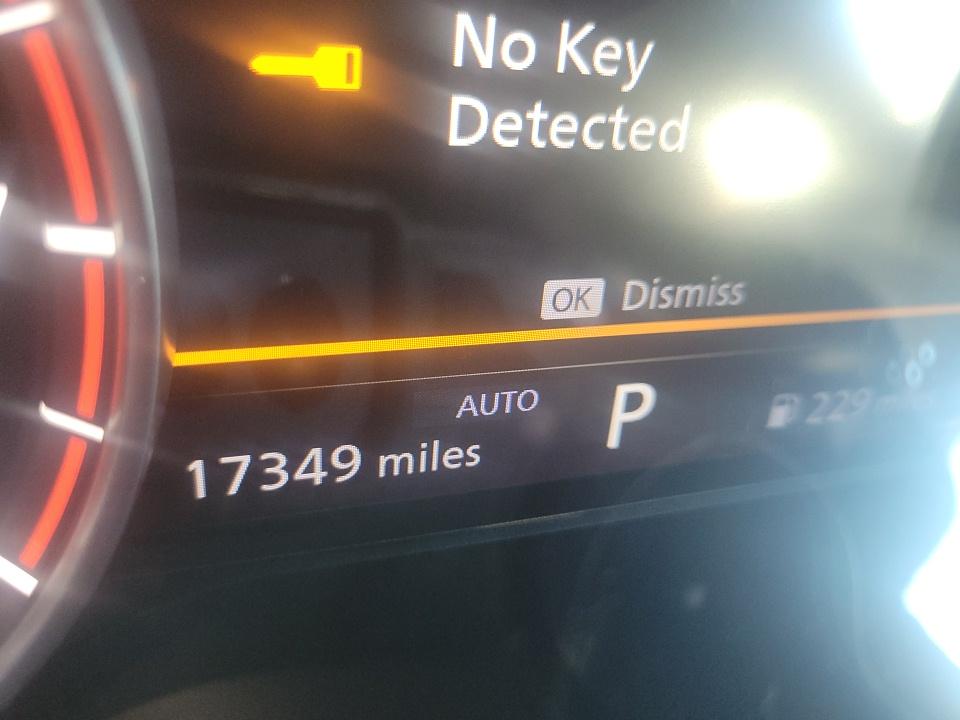 No Key
Detected
OK Dismiss
AUTO P 229
17349 miles